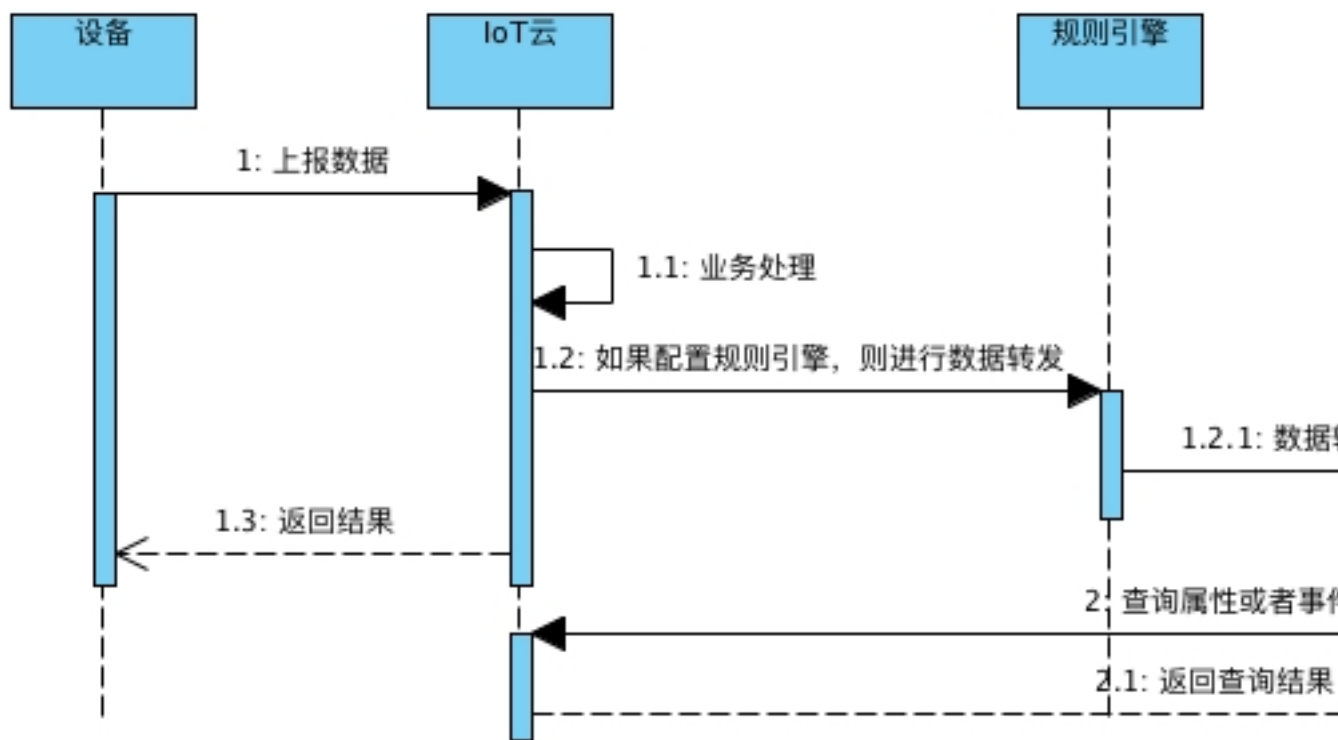 设备
IoT云
规则引擎
1: 上报数据
1.1: 业务处理
1.2: 如果配置规则引擎，则进行数据转发
1.2.1: 数据
1.3: 返回结果
2: 查询属性或者事件
2.1: 返回查询结果